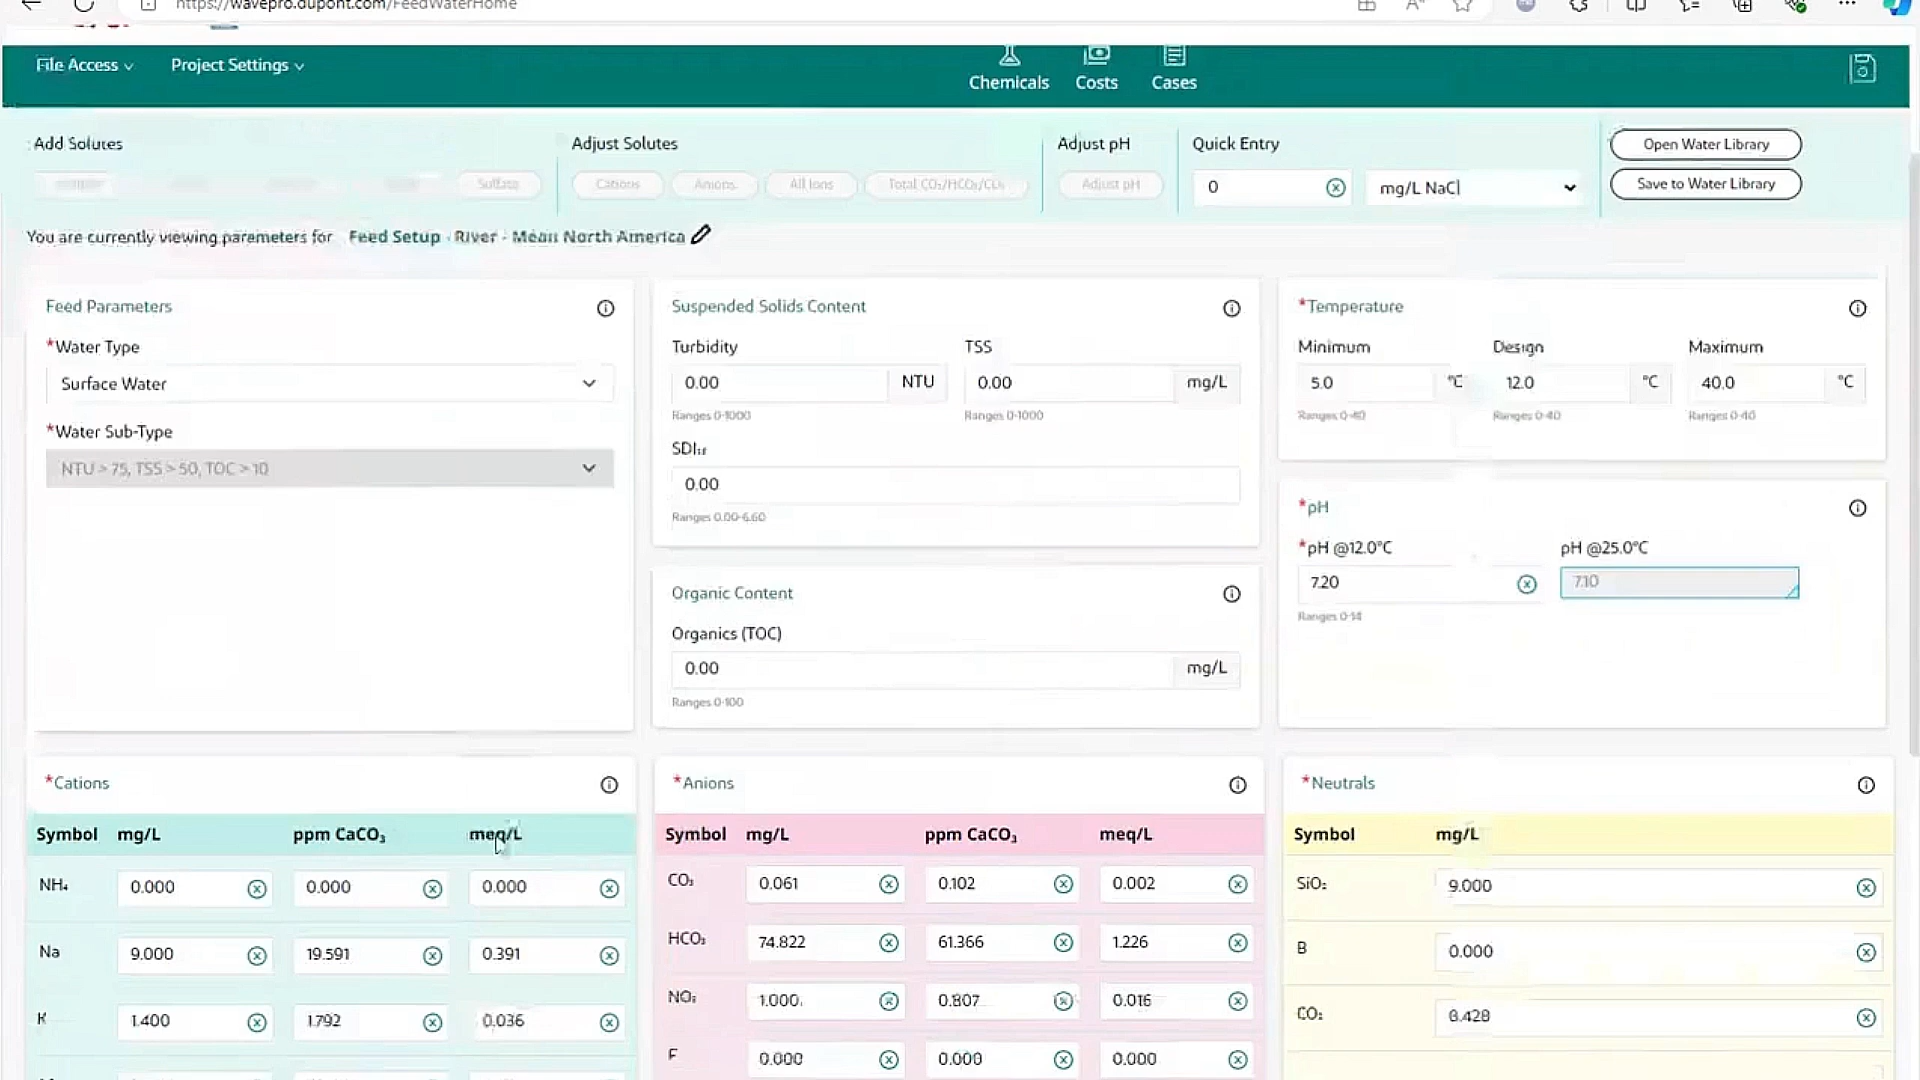 https://wavepro.dupont.com/FeedWaterHome
File Access
Project Settings
Chemicals
Costs
Cases
Add Solutes
Adjust Solutes
Adjust pH
Quick Entry
Open Water Library
Sulfate
Cations
Anions
All Ions
Total CO₂/HCO₃/CO₃
Adjust pH
0
mg/L NaCl
Save to Water Library
You are currently viewing parameters for Feed Setup - River - Mean North America
Feed Parameters
*Water Type
Surface Water
*Water Sub-Type
NTU > 75, TSS > 50, TOC > 10
Suspended Solids Content
Turbidity
TSS
0.00 NTU
0.00 mg/L
Ranges 0-1000
Ranges 0-1000
SDI₁₅
0.00
Ranges 0.00-6.60
Organic Content
Organics (TOC)
0.00 mg/L
Ranges 0-100
*Temperature
Minimum
Design
Maximum
5.0 °C
12.0 °C
40.0 °C
Ranges 0-40
Ranges 0-40
Ranges 0-40
*pH
*pH @12.0°C
pH @25.0°C
7.20
7.10
Ranges 0-14
*Cations
Symbol mg/L ppm CaCO₃ meq/L
NH₄ 0.000 0.000 0.000
Na 9.000 19.591 0.391
K 1.400 1.792 0.036
*Anions
Symbol mg/L ppm CaCO₃ meq/L
CO₃ 0.061 0.102 0.002
HCO₃ 74.822 61.366 1.226
NO₃ 1.000 0.807 0.016
F 0.000 0.000 0.000
*Neutrals
Symbol mg/L
SiO₂ 9.000
B 0.000
CO₂ 8.428